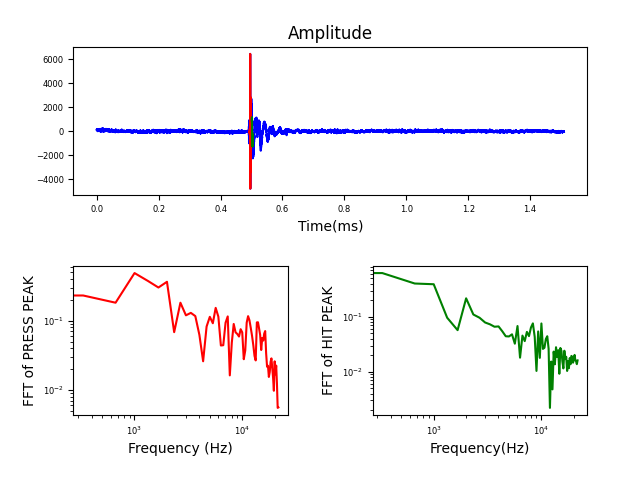 Amplitude
6000
4000
2000
0
−2000
−4000
0.0 0.2 0.4 0.6 0.8 1.0 1.2 1.4
Time(ms)
FFT of PRESS PEAK
10⁻¹
10⁻²
10³ 10⁴
Frequency (Hz)
FFT of HIT PEAK
10⁻¹
10⁻²
10³ 10⁴
Frequency(Hz)